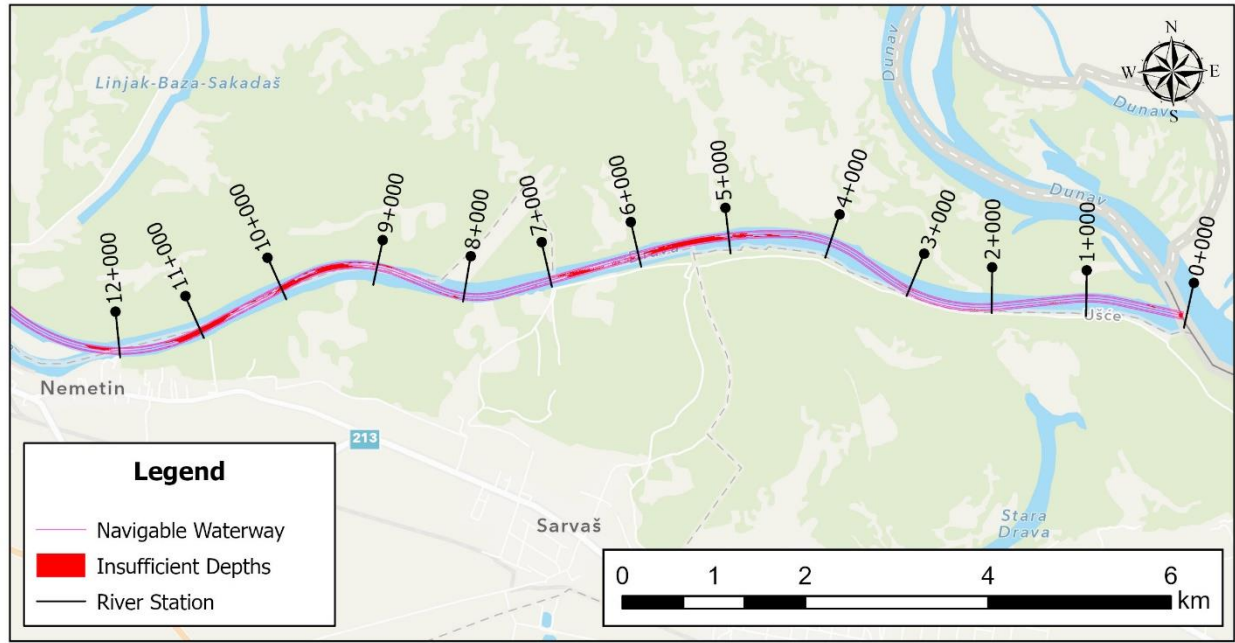 N
W
E
S
Linjak-Baza-Sakadaš
Dunav
Dunav
Dunav
12+000
11+000
10+000
9+000
8+000
7+000
6+000
5+000
4+000
3+000
2+000
1+000
0+000
Drava
Ušće
Nemetin
213
Sarvaš
Stara
Drava
Legend
Navigable Waterway
Insufficient Depths
River Station
0
1
2
4
6
km